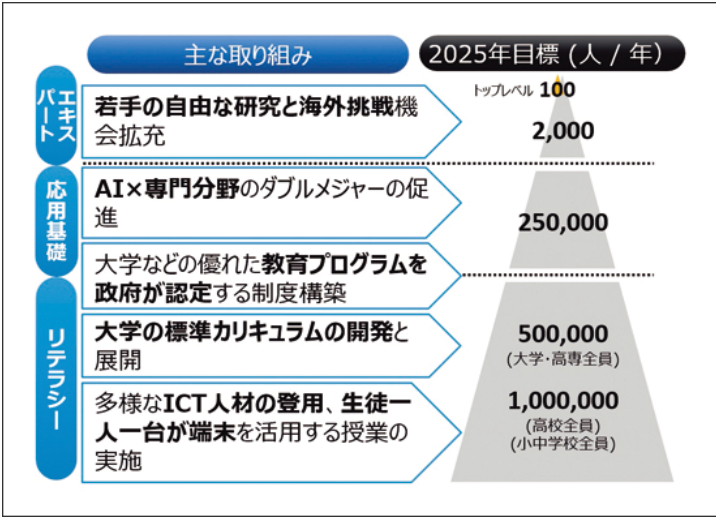 主な取り組み
2025年目標 (人 / 年)
エキス
パート
若手の自由な研究と海外挑戦機
会拡充
トップレベル 100
2,000
応用基礎
AI×専門分野のダブルメジャーの促
進
250,000
大学などの優れた教育プログラムを
政府が認定する制度構築
リテラシー
大学の標準カリキュラムの開発と
展開
500,000
(大学・高専全員)
多様なICT人材の登用、生徒一
人一台が端末を活用する授業の
実施
1,000,000
(高校全員)
(小中学校全員)